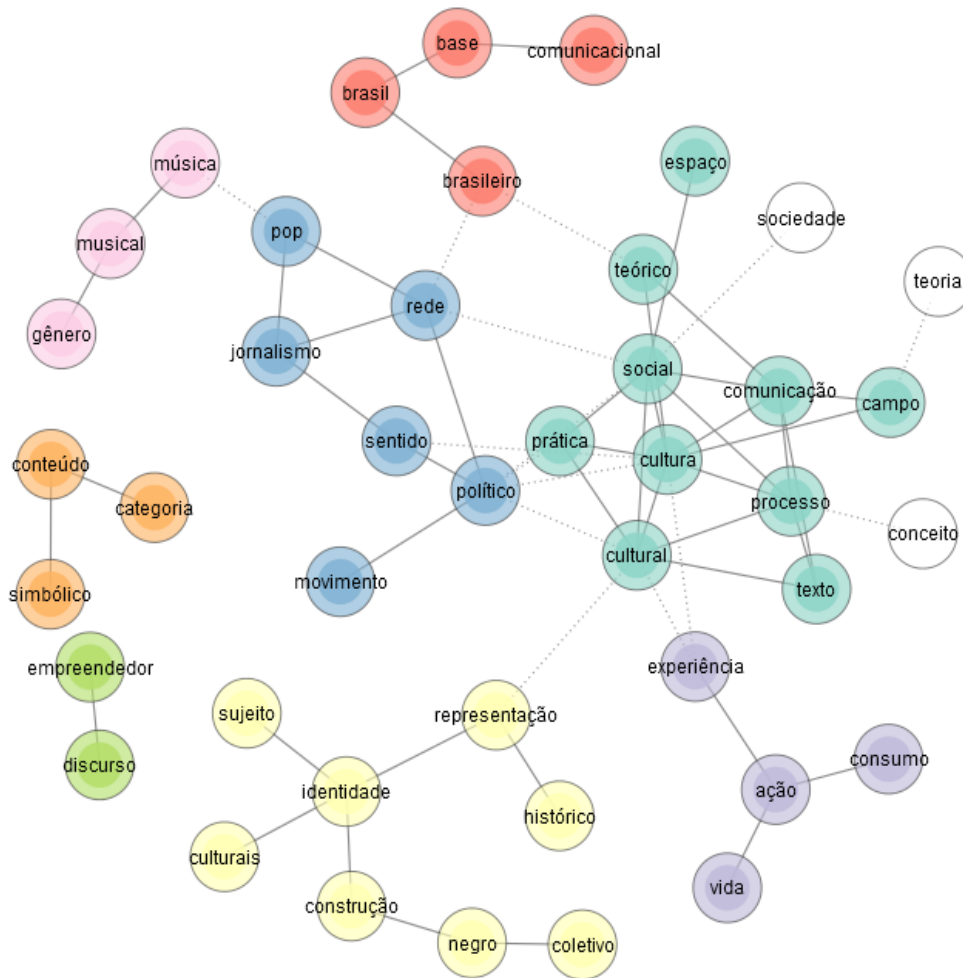 base
comunicacional
brasil
música
espaço
brasileiro
sociedade
pop
musical
teórico
teoria
rede
gênero
jornalismo
social
comunicação
campo
sentido
prática
cultura
conteúdo
político
categoria
processo
conceito
cultural
movimento
simbólico
texto
empreendedor
experiência
sujeito
representação
discurso
consumo
identidade
ação
histórico
culturais
vida
construção
negro
coletivo